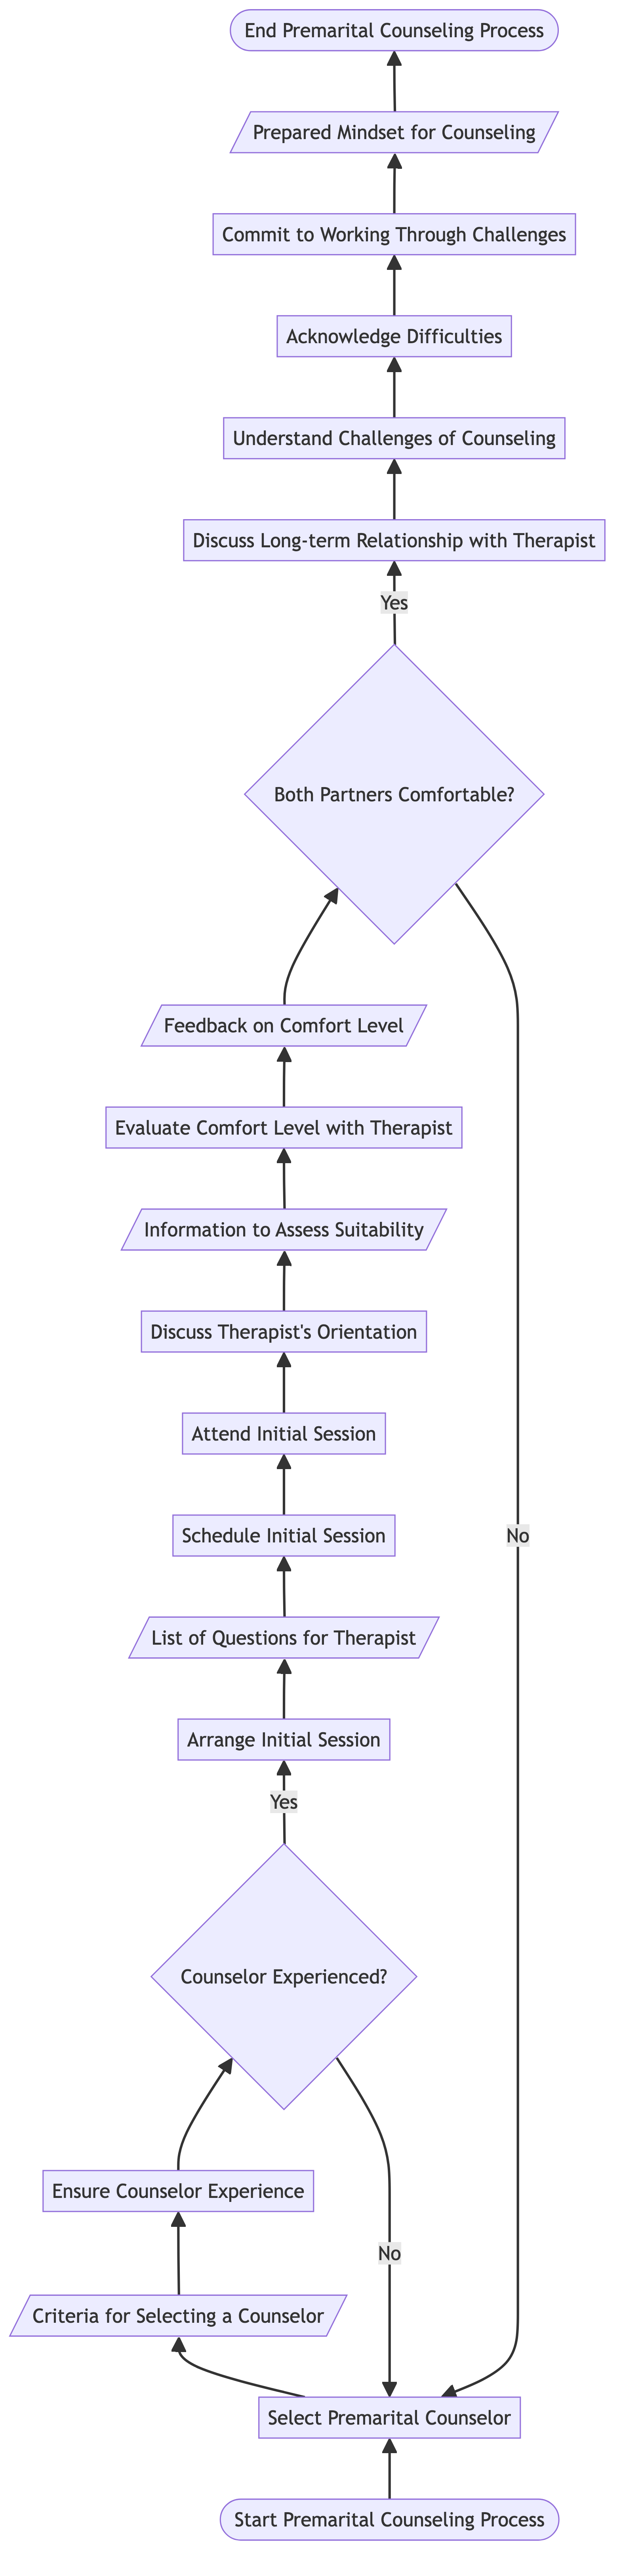 End Premarital Counseling Process
Prepared Mindset for Counseling
Commit to Working Through Challenges
Acknowledge Difficulties
Understand Challenges of Counseling
Discuss Long-term Relationship with Therapist
Yes
Both Partners Comfortable?
Feedback on Comfort Level
Evaluate Comfort Level with Therapist
Information to Assess Suitability
Discuss Therapist's Orientation
Attend Initial Session
Schedule Initial Session
No
List of Questions for Therapist
Arrange Initial Session
Yes
Counselor Experienced?
Ensure Counselor Experience
No
Criteria for Selecting a Counselor
Select Premarital Counselor
Start Premarital Counseling Process